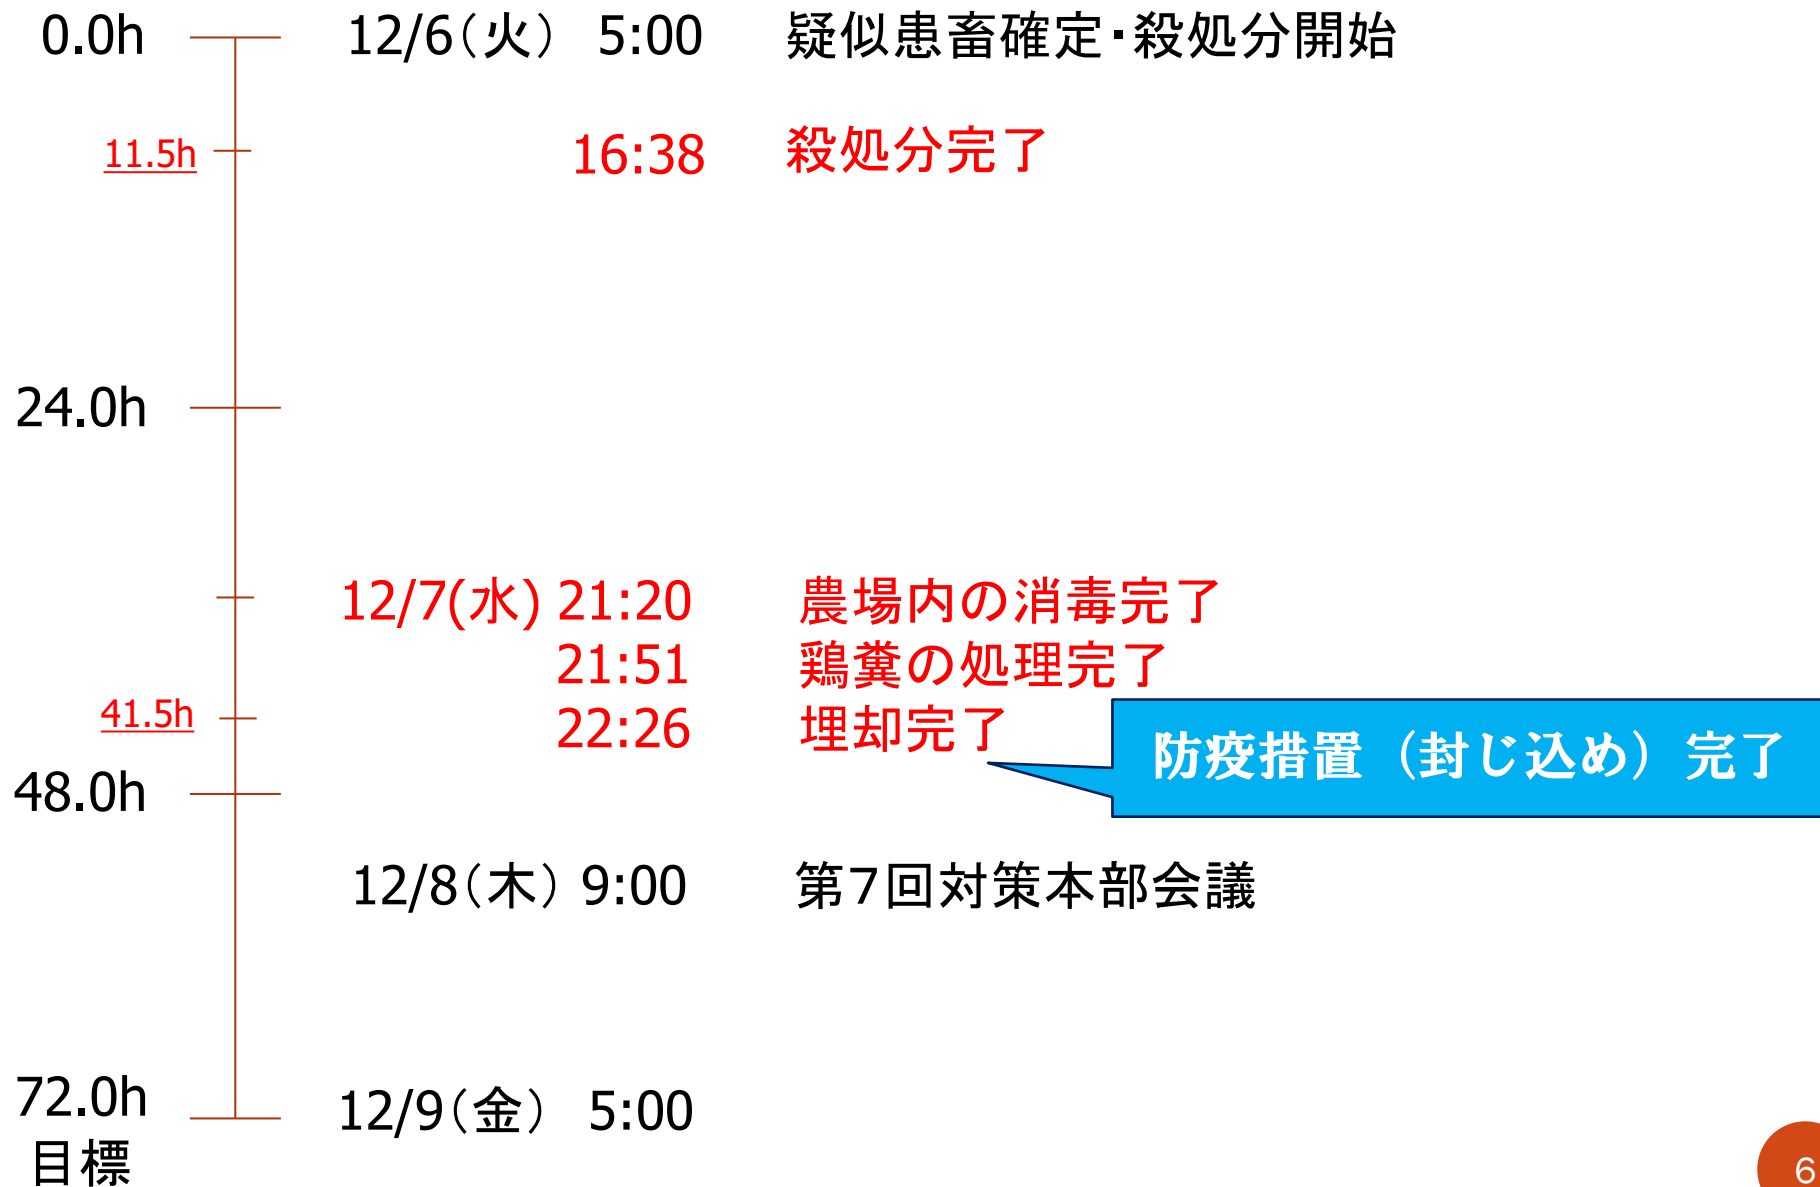 0.0h 12/6（火） 5:00 疑似患畜確定・殺処分開始
11.5h 16:38 殺処分完了
24.0h
12/7(水) 21:20 農場内の消毒完了
21:51 鶏糞の処理完了
41.5h 22:26 埋却完了
防疫措置（封じ込め）完了
48.0h
12/8（木） 9:00 第7回対策本部会議
72.0h 12/9（金） 5:00
目標
6